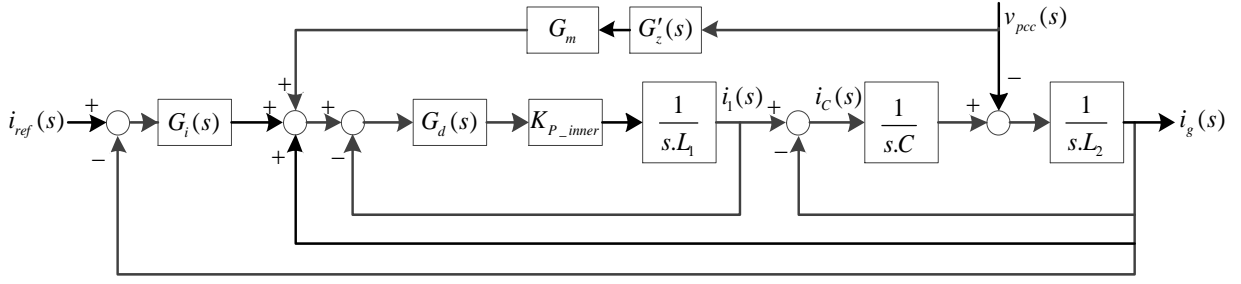 v_pcc(s)
G_m
G'_z(s)
+
−
i_ref(s)
+
G_i(s)
+
+
G_d(s)
K_P_inner
1/s.L_1
i_1(s)
+
i_C(s)
1/s.C
+
1/s.L_2
i_g(s)
−
+
−
−